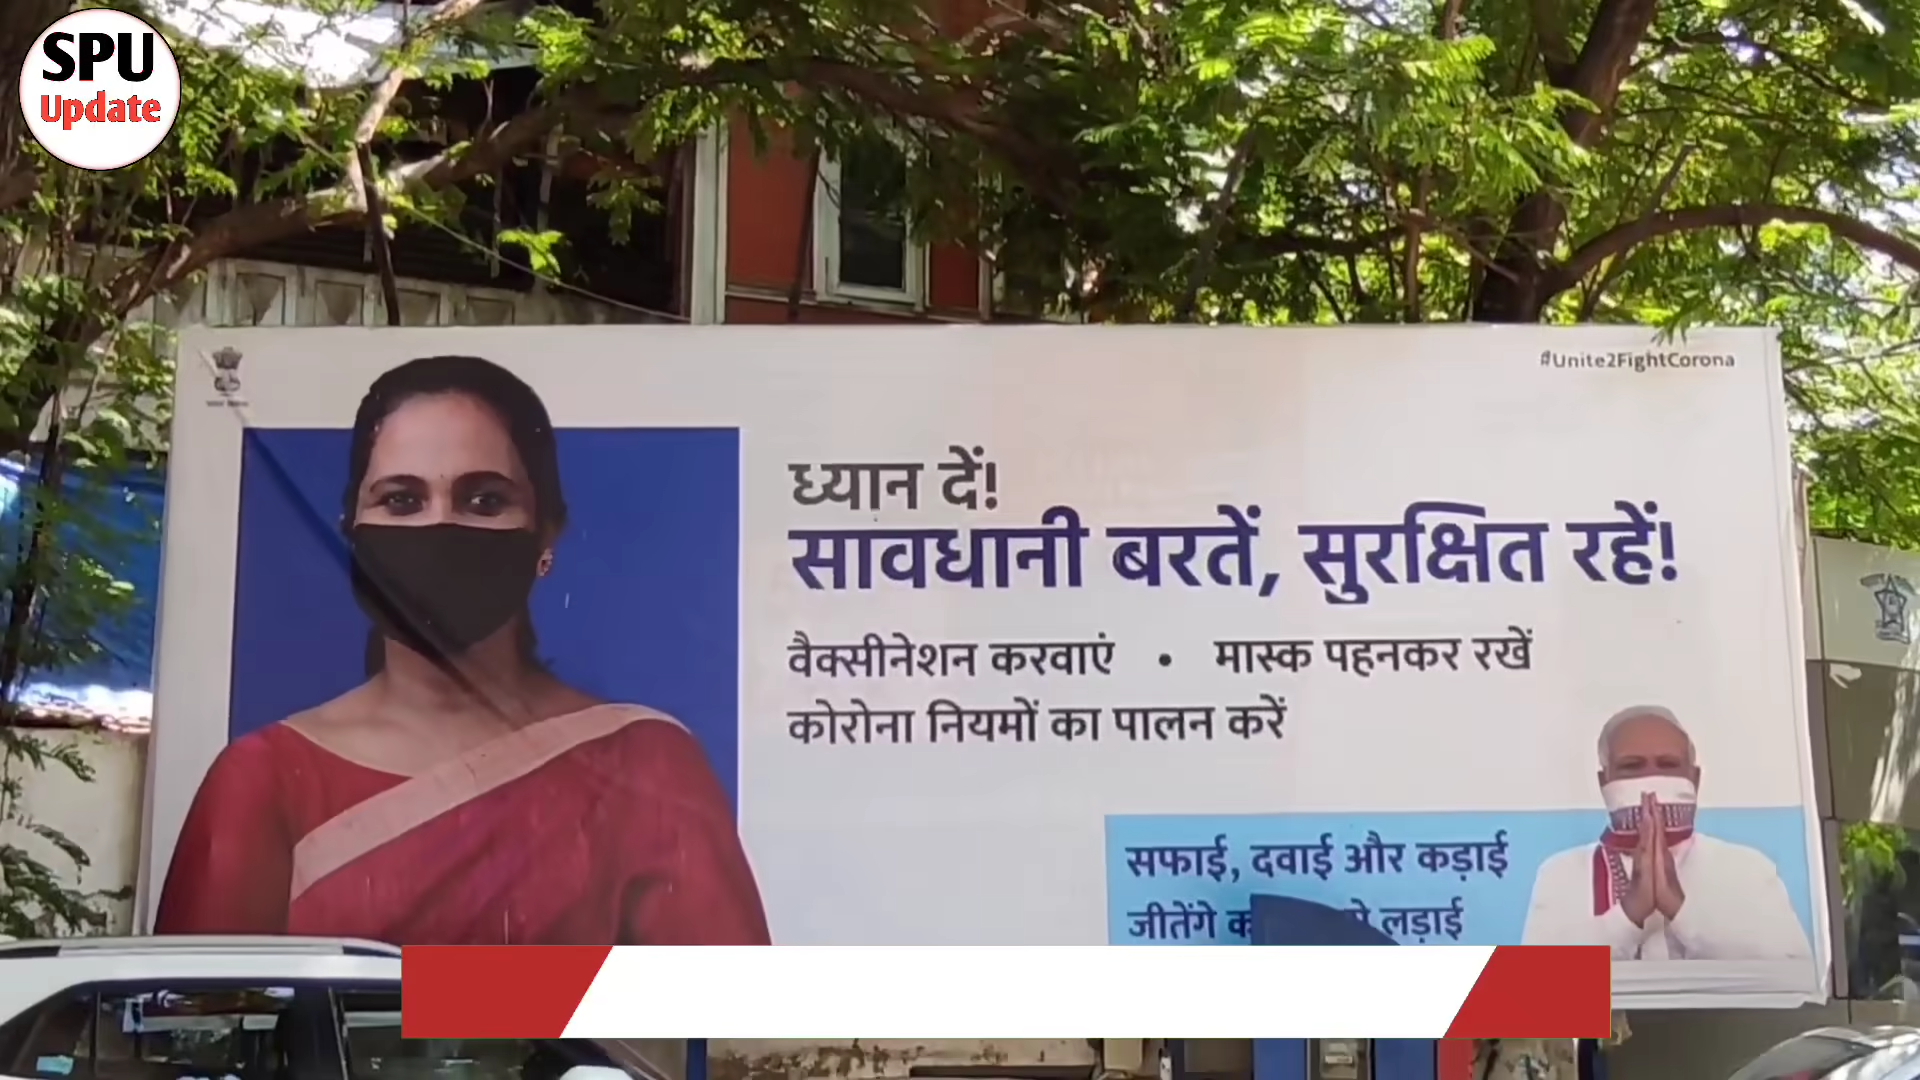 SPU
Update
#Unite2FightCorona
ध्यान दें!
सावधानी बरतें, सुरक्षित रहें!
वैक्सीनेशन करवाएं • मास्क पहनकर रखें
कोरोना नियमों का पालन करें
सफाई, दवाई और कड़ाई
जीतेंगे लड़ाई